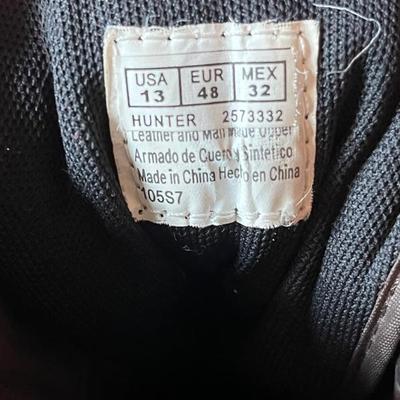 USA EUR MEX
13 48 32
HUNTER 2573332
Leather and Man made Upper
Armado de Cuero y Sintetico
Made in China Hecho en China
105S7